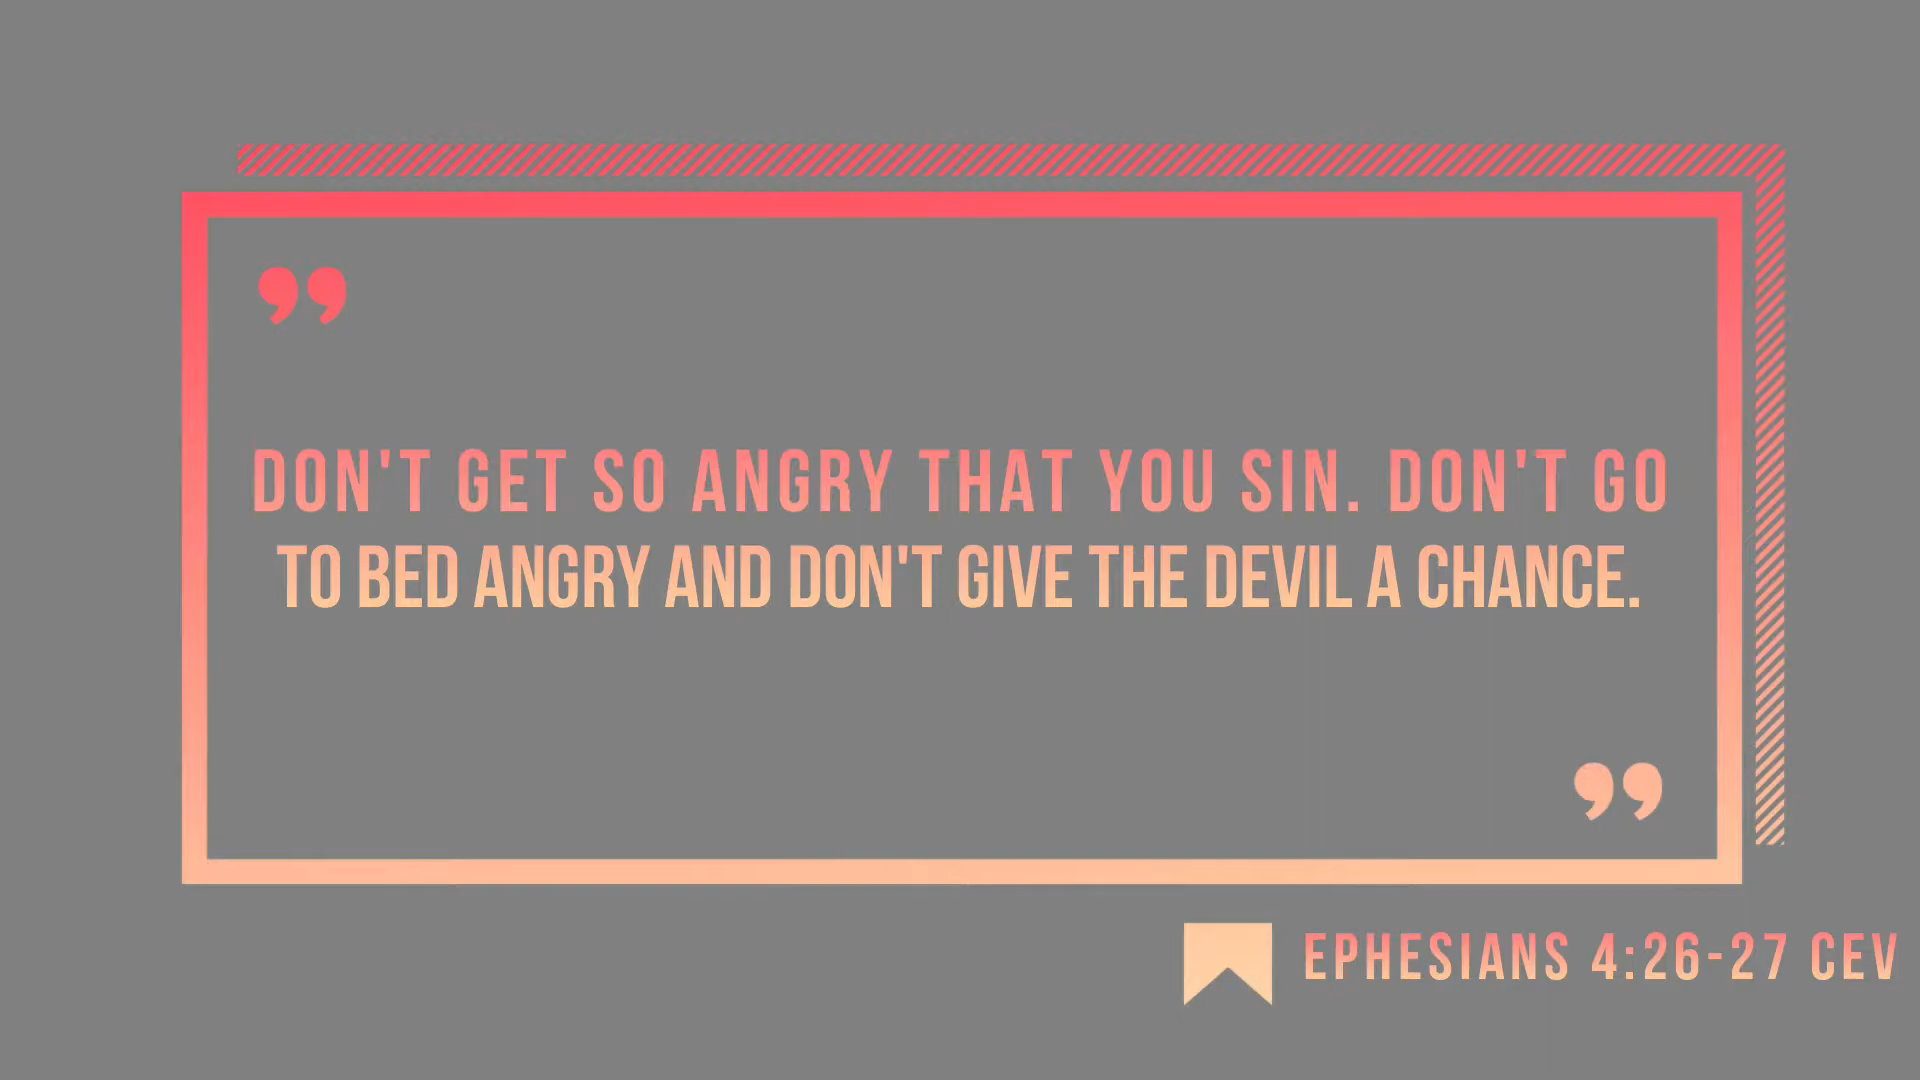 ”
DON'T GET SO ANGRY THAT YOU SIN. DON'T GO
TO BED ANGRY AND DON'T GIVE THE DEVIL A CHANCE.
”
EPHESIANS 4:26-27 CEV